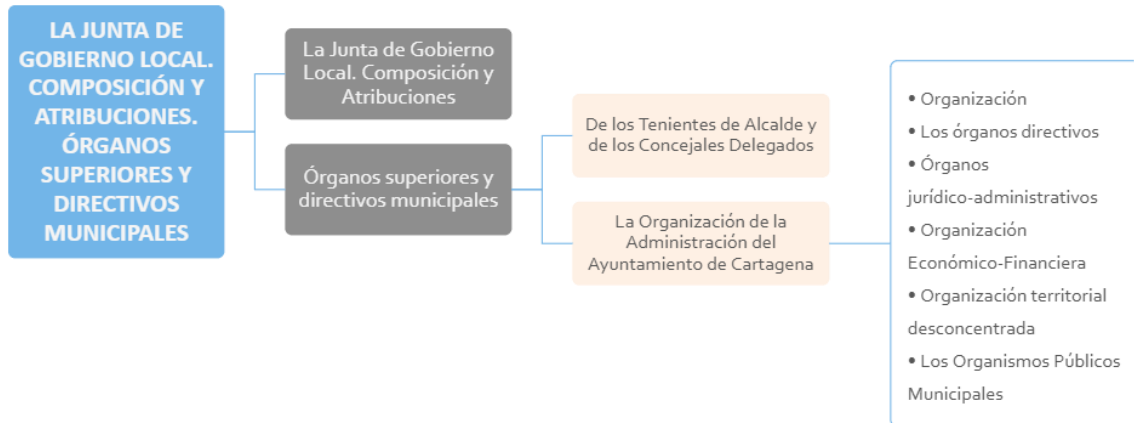 LA JUNTA DE
GOBIERNO LOCAL.
COMPOSICIÓN Y
ATRIBUCIONES.
ÓRGANOS
SUPERIORES Y
DIRECTIVOS
MUNICIPALES
La Junta de Gobierno
Local. Composición y
Atribuciones
Órganos superiores y
directivos municipales
De los Tenientes de Alcalde y
de los Concejales Delegados
La Organización de la
Administración del
Ayuntamiento de Cartagena
• Organización
• Los órganos directivos
• Órganos
jurídico-administrativos
• Organización
Económico-Financiera
• Organización territorial
desconcentrada
• Los Organismos Públicos
Municipales